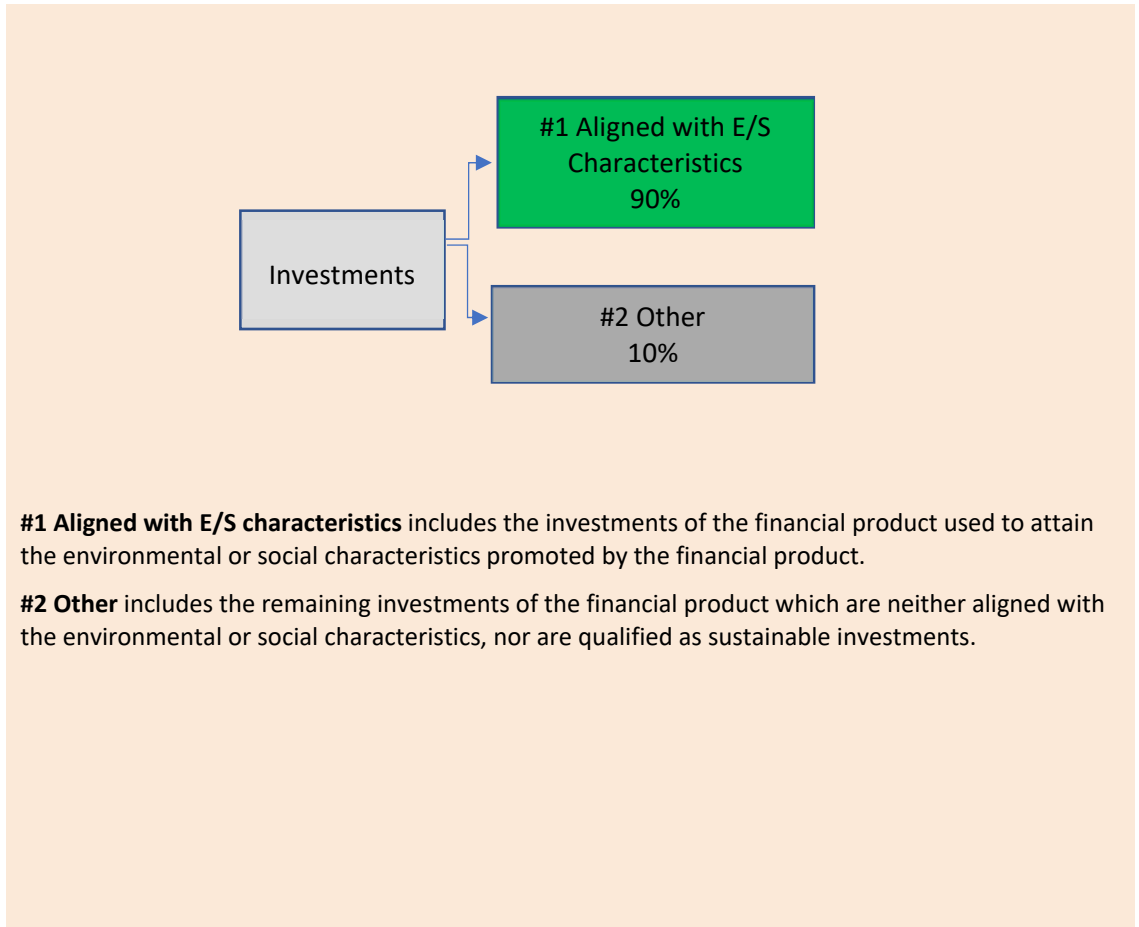 #1 Aligned with E/S
Characteristics
90%
Investments
#2 Other
10%
#1 Aligned with E/S characteristics includes the investments of the financial product used to attain
the environmental or social characteristics promoted by the financial product.
#2 Other includes the remaining investments of the financial product which are neither aligned with
the environmental or social characteristics, nor are qualified as sustainable investments.